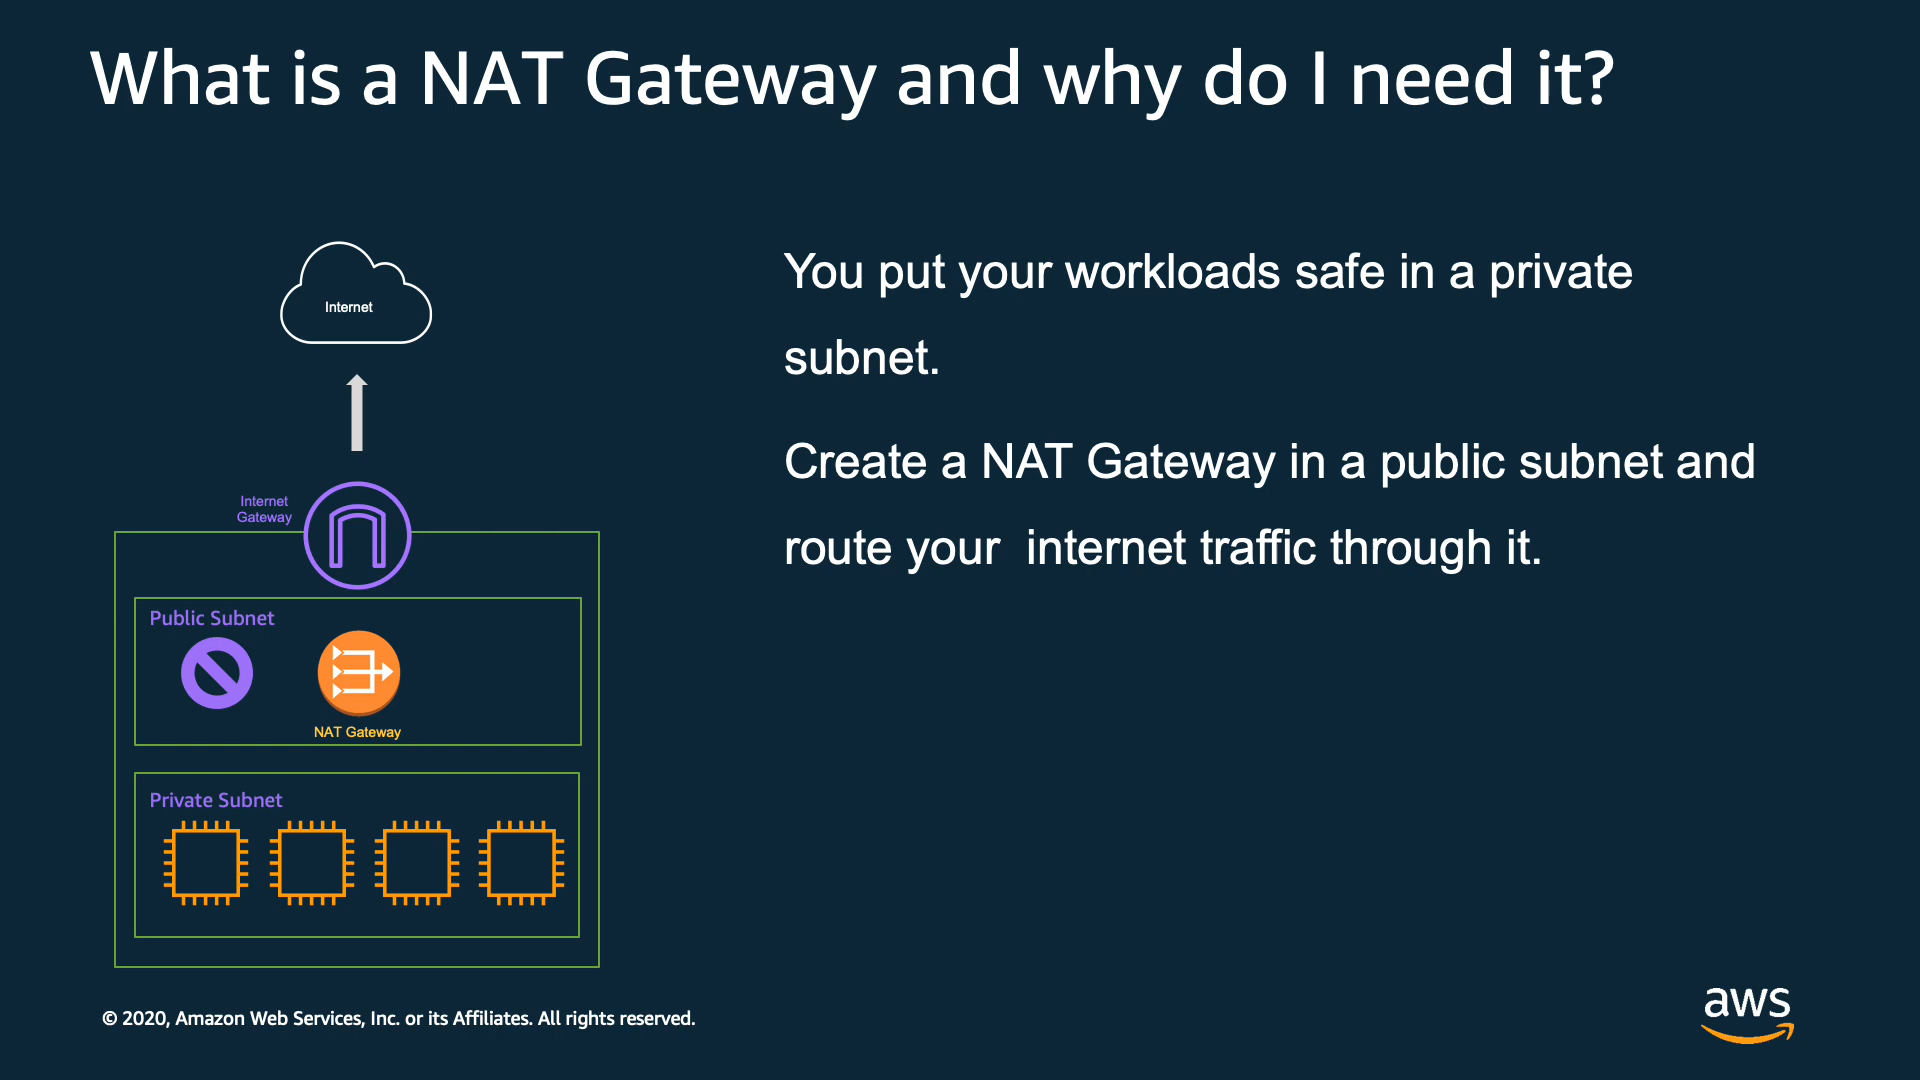 What is a NAT Gateway and why do I need it?
Internet
Internet
Gateway
Public Subnet
NAT Gateway
Private Subnet
You put your workloads safe in a private
subnet.
Create a NAT Gateway in a public subnet and
route your  internet traffic through it.
© 2020, Amazon Web Services, Inc. or its Affiliates. All rights reserved.
aws